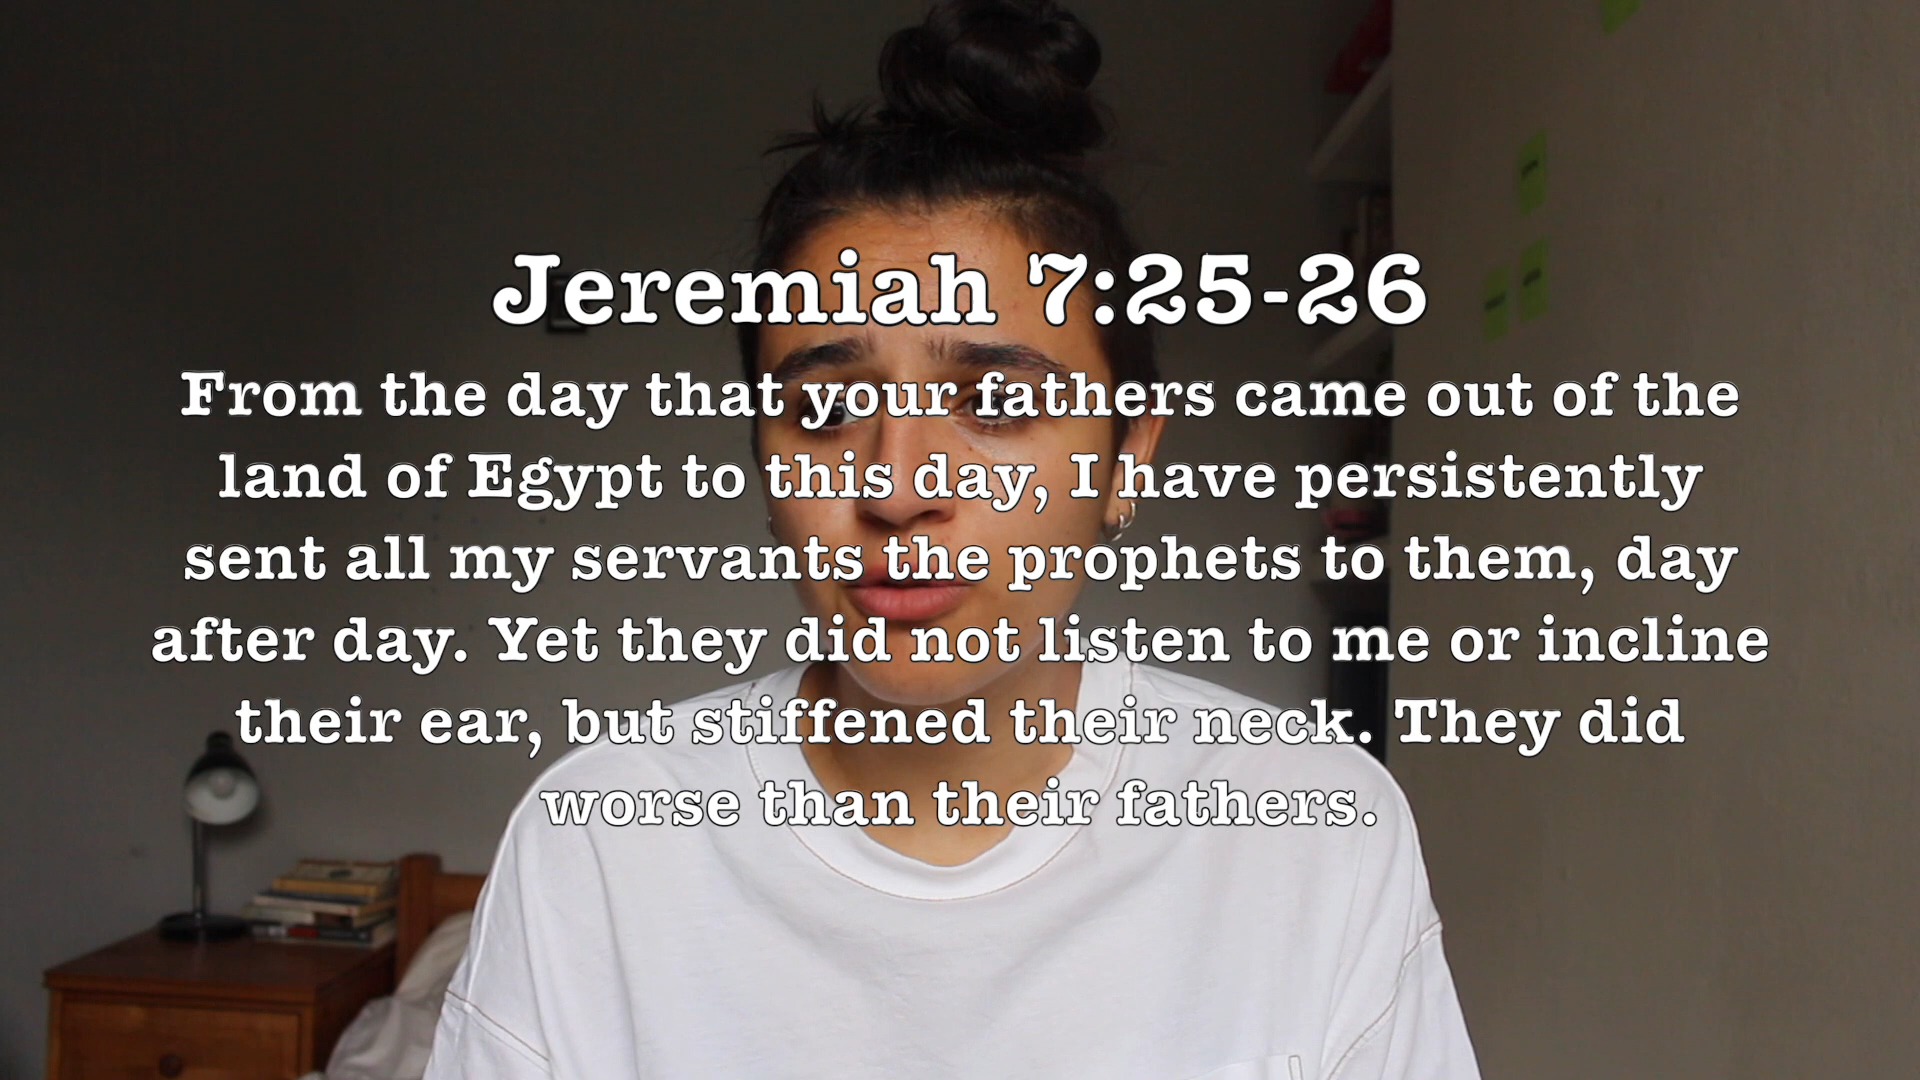 Jeremiah 7:25-26
From the day that your fathers came out of the
land of Egypt to this day, I have persistently
sent all my servants the prophets to them, day
after day. Yet they did not listen to me or incline
their ear, but stiffened their neck. They did
worse than their fathers.